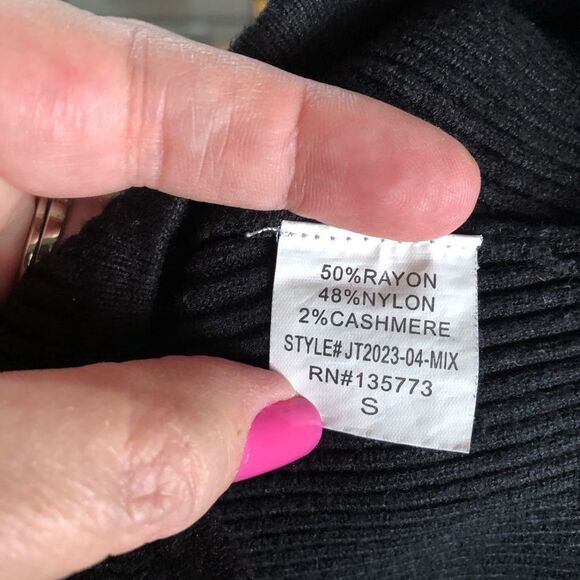 50%RAYON
48%NYLON
2%CASHMERE
STYLE# JT2023-04-MIX
RN#135773
S